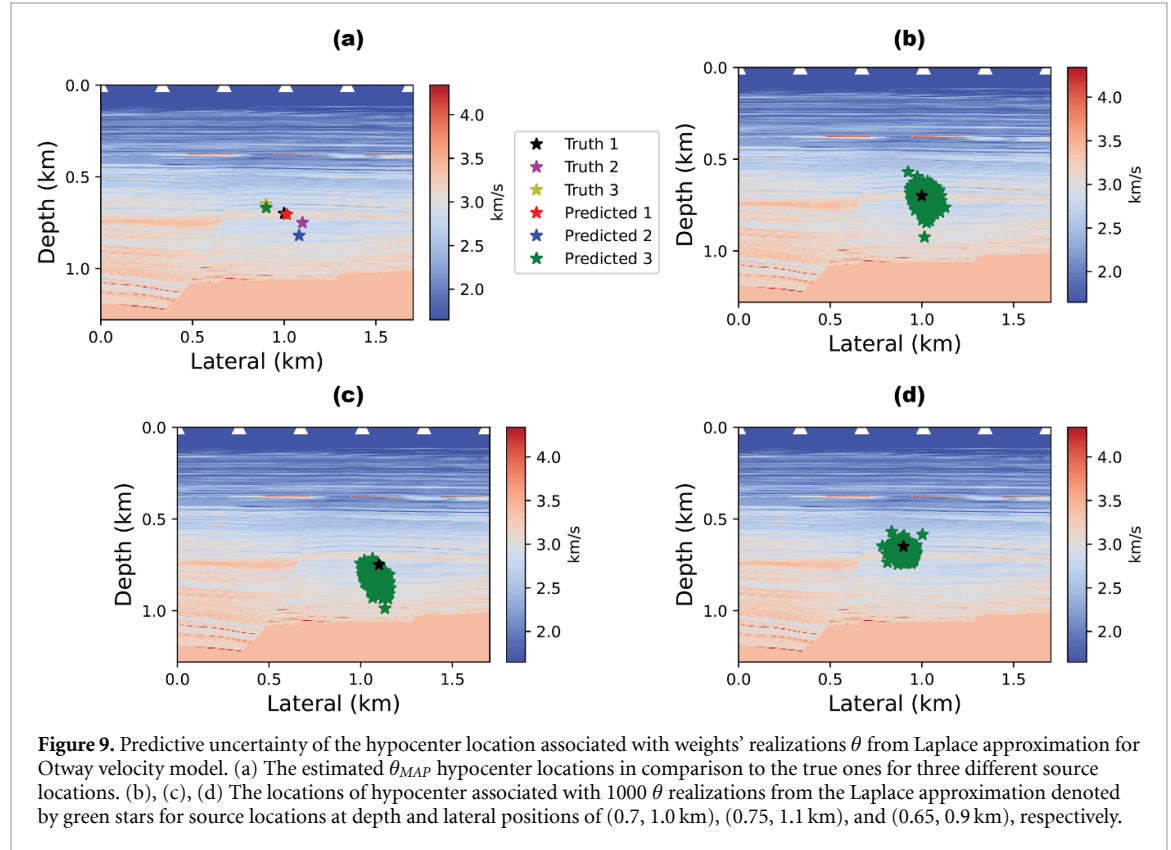 (a)
0.0
0.5
1.0
Depth (km)
0.0 0.5 1.0 1.5
Lateral (km)
4.0
3.5
3.0
2.5
2.0
km/s
Truth 1
Truth 2
Truth 3
Predicted 1
Predicted 2
Predicted 3
(b)
0.0
0.5
1.0
Depth (km)
0.0 0.5 1.0 1.5
Lateral (km)
4.0
3.5
3.0
2.5
2.0
km/s
(c)
0.0
0.5
1.0
Depth (km)
0.0 0.5 1.0 1.5
Lateral (km)
4.0
3.5
3.0
2.5
2.0
km/s
(d)
0.0
0.5
1.0
Depth (km)
0.0 0.5 1.0 1.5
Lateral (km)
4.0
3.5
3.0
2.5
2.0
km/s
Figure 9. Predictive uncertainty of the hypocenter location associated with weights' realizations θ from Laplace approximation for
Otway velocity model. (a) The estimated θMAP hypocenter locations in comparison to the true ones for three different source
locations. (b), (c), (d) The locations of hypocenter associated with 1000 θ realizations from the Laplace approximation denoted
by green stars for source locations at depth and lateral positions of (0.7, 1.0 km), (0.75, 1.1 km), and (0.65, 0.9 km), respectively.